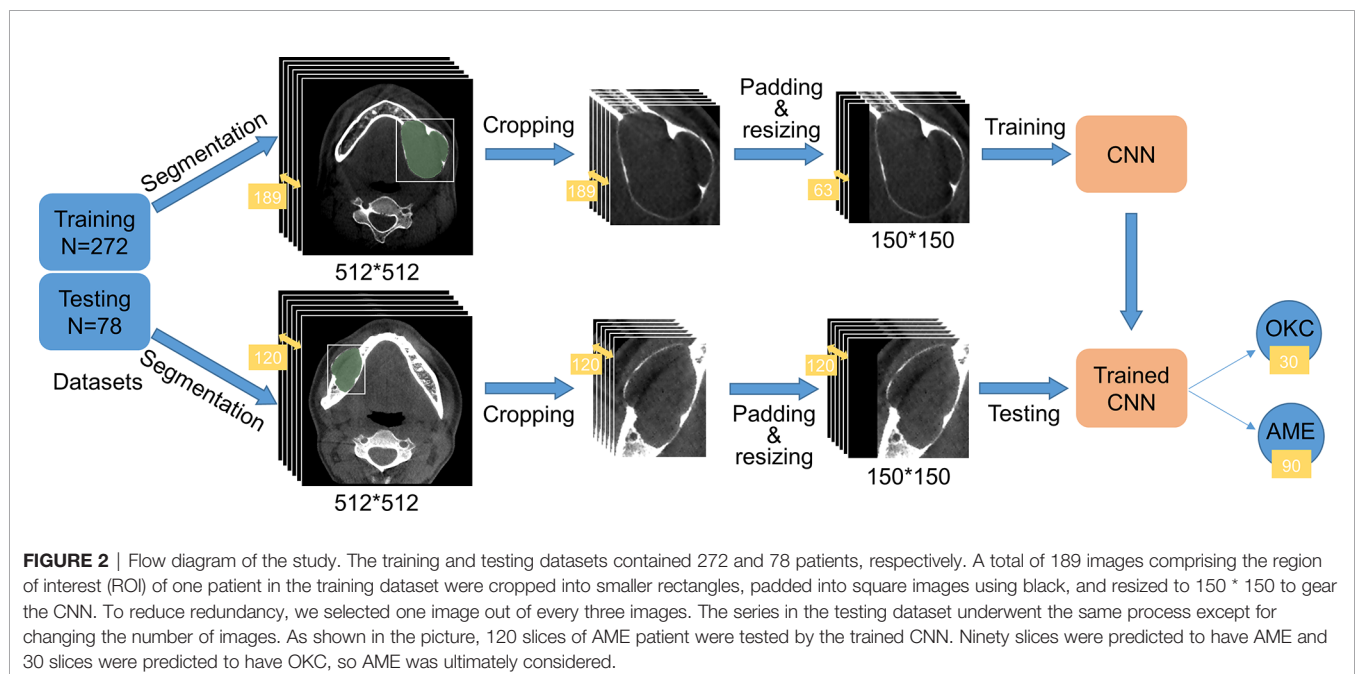 Training
N=272
Testing
N=78
Datasets
Segmentation
189
512*512
Cropping
189
Padding
&
resizing
63
150*150
Training
CNN
Segmentation
120
512*512
Cropping
120
Padding
&
resizing
120
150*150
Testing
Trained
CNN
OKC
30
AME
90
FIGURE 2 | Flow diagram of the study. The training and testing datasets contained 272 and 78 patients, respectively. A total of 189 images comprising the region
of interest (ROI) of one patient in the training dataset were cropped into smaller rectangles, padded into square images using black, and resized to 150 * 150 to gear
the CNN. To reduce redundancy, we selected one image out of every three images. The series in the testing dataset underwent the same process except for
changing the number of images. As shown in the picture, 120 slices of AME patient were tested by the trained CNN. Ninety slices were predicted to have AME and
30 slices were predicted to have OKC, so AME was ultimately considered.